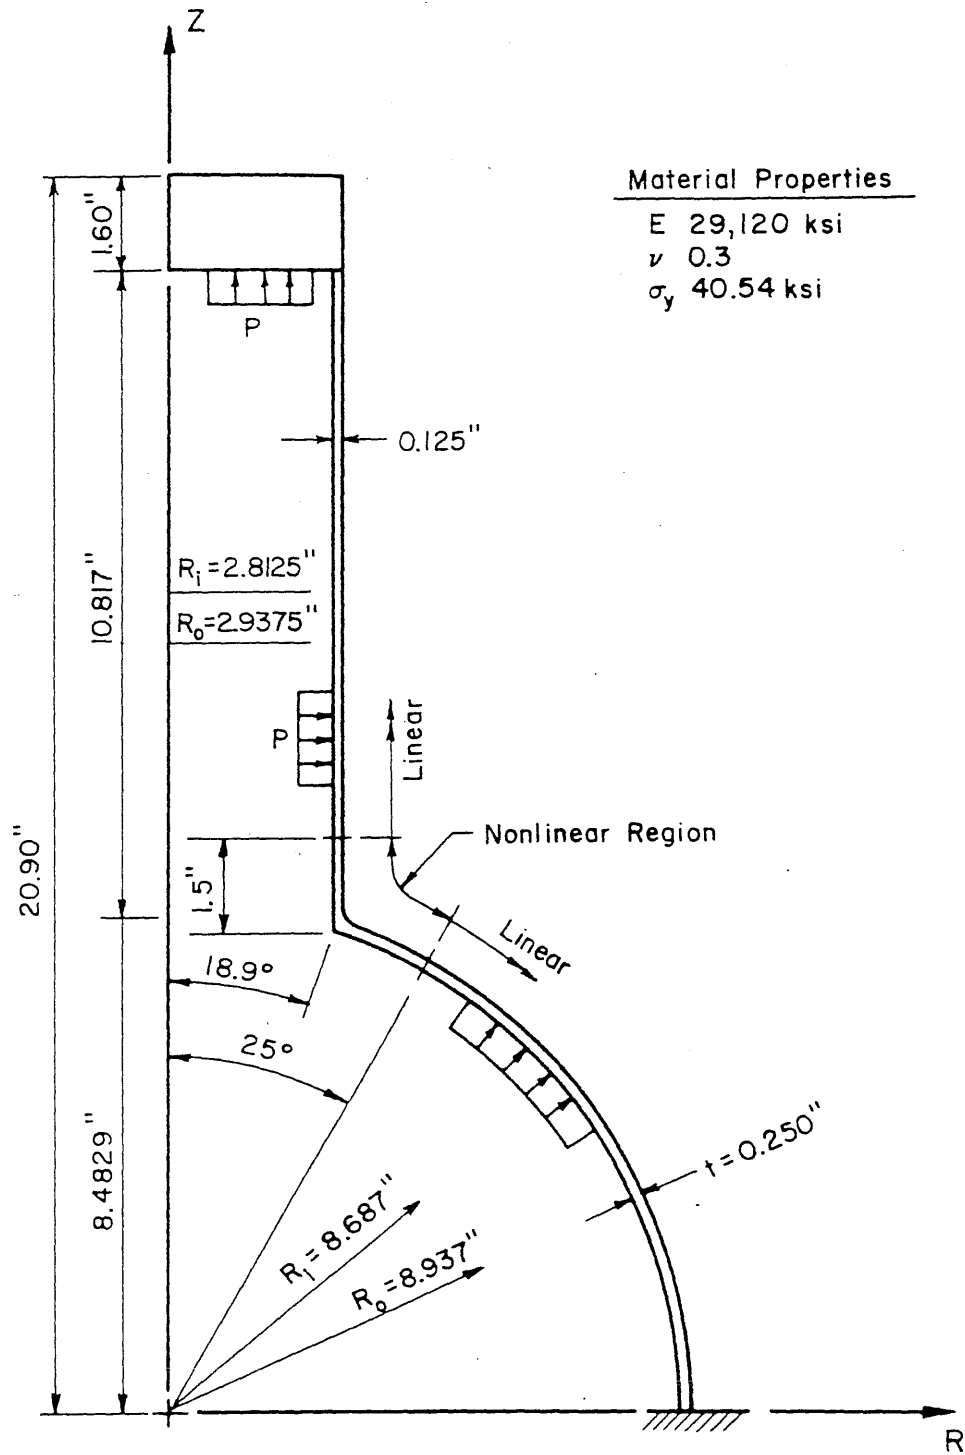 Z
Material Properties
E 29,120 ksi
ν 0.3
σy 40.54 ksi
1.60"
P
0.125"
Ri=2.8125"
Ro=2.9375"
10.817"
P
Linear
Nonlinear Region
20.90"
1.5"
Linear
18.9°
25°
t=0.250"
8.4829"
Ri=8.687"
Ro=8.937"
R